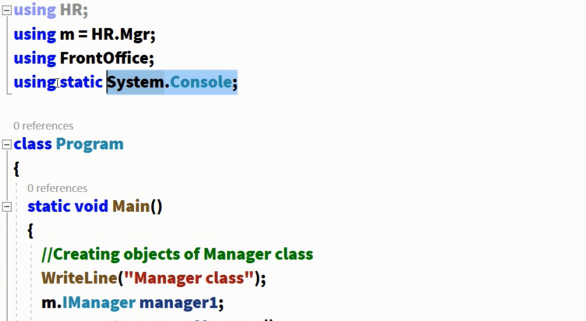 using HR;
using m = HR.Mgr;
using FrontOffice;
using static System.Console;
0 references
class Program
{
0 references
static void Main()
{
//Creating objects of Manager class
WriteLine("Manager class");
m.IManager manager1;